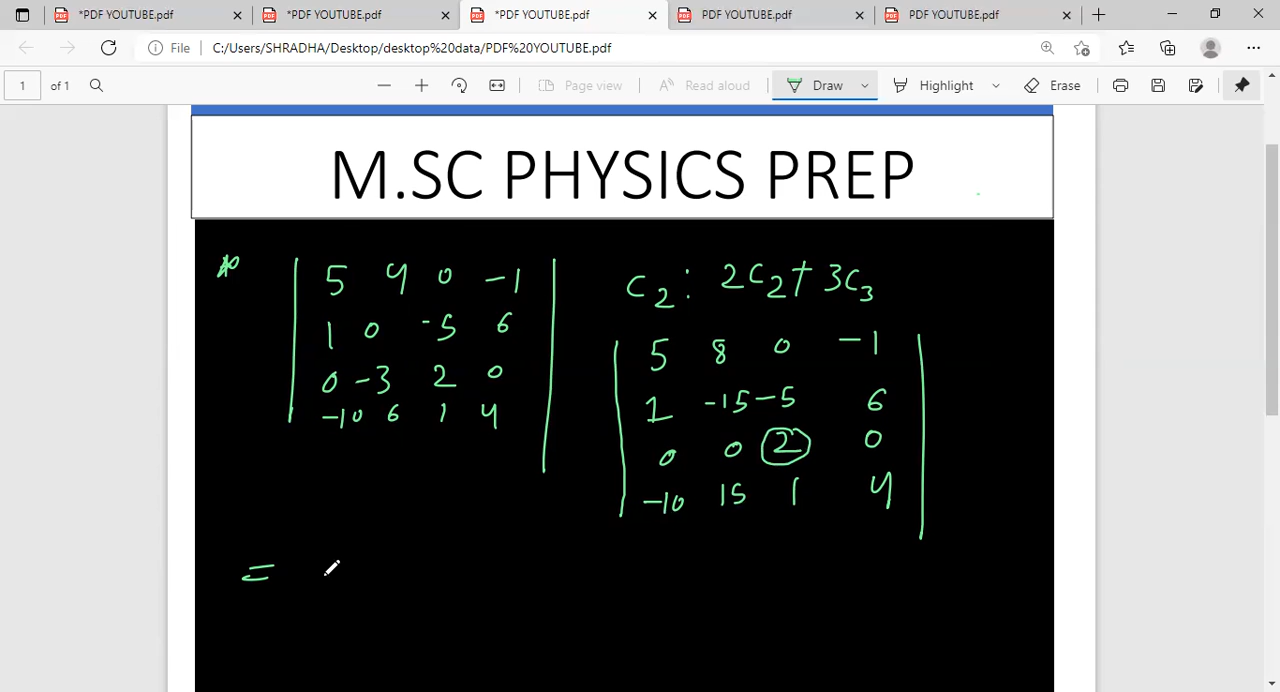 *PDF YOUTUBE.pdf
*PDF YOUTUBE.pdf
*PDF YOUTUBE.pdf
PDF YOUTUBE.pdf
PDF YOUTUBE.pdf
File C:/Users/SHRADHA/Desktop/desktop%20data/PDF%20YOUTUBE.pdf
1 of 1 Page view Read aloud Draw Highlight Erase
M.SC PHYSICS PREP
* | 5 4 0 -1 |
1 0 -5 6
0 -3 2 0
-10 6 1 4
C₂: 2C₂ + 3C₃
5 8 0 -1
1 -15 -5 6
0 0 2 0
-10 15 1 4
=